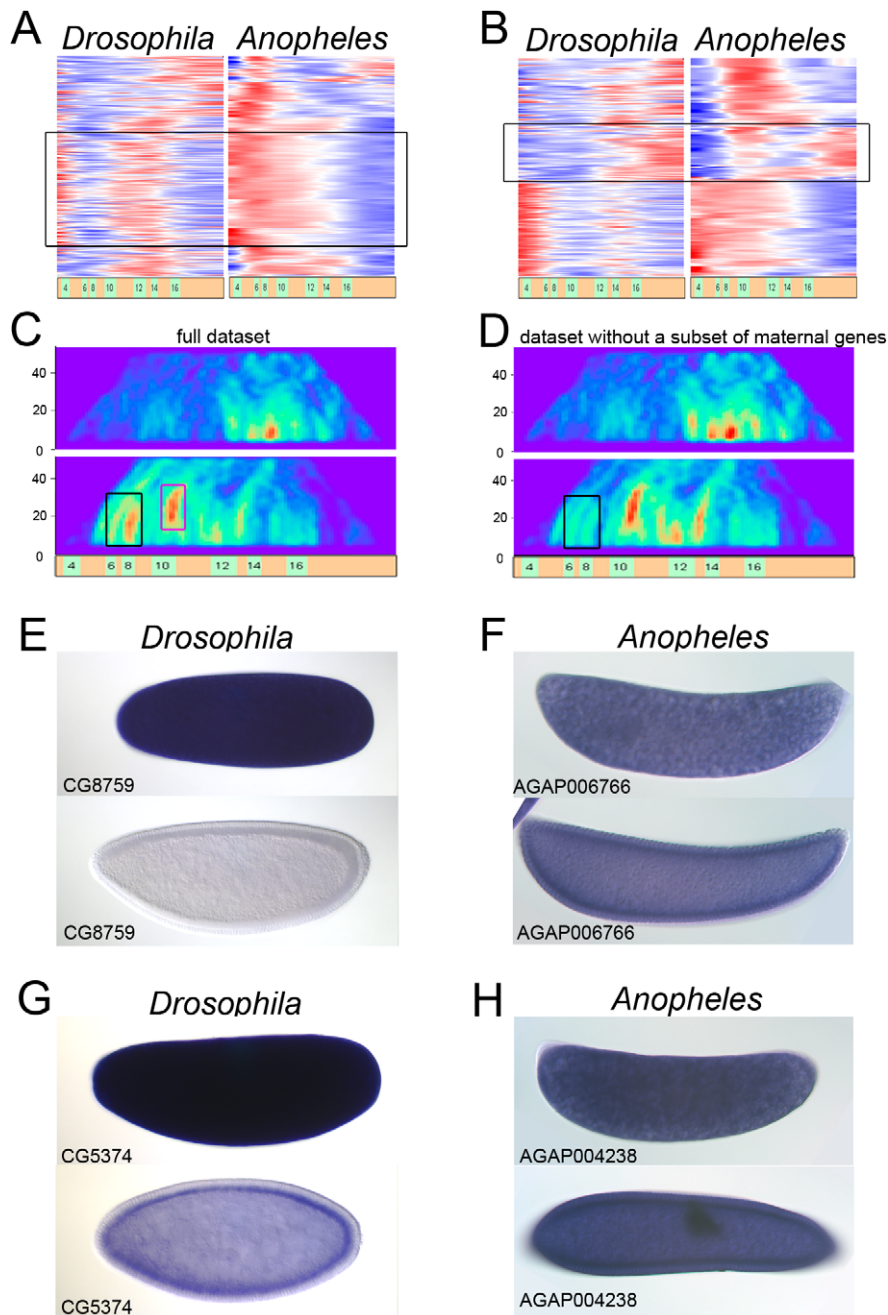 A
Drosophila Anopheles
4 6 8 10 12 14 16
4 6 8 10 12 14 16
B
Drosophila Anopheles
4 6 8 10 12 14 16
4 6 8 10 12 14 16
C
full dataset
40
20
0
40
20
0
4 6 8 10 12 14 16
D
dataset without a subset of maternal genes
40
20
0
40
20
0
4 6 8 10 12 14 16
E
Drosophila
CG8759
CG8759
F
Anopheles
AGAP006766
AGAP006766
G
Drosophila
CG5374
CG5374
H
Anopheles
AGAP004238
AGAP004238